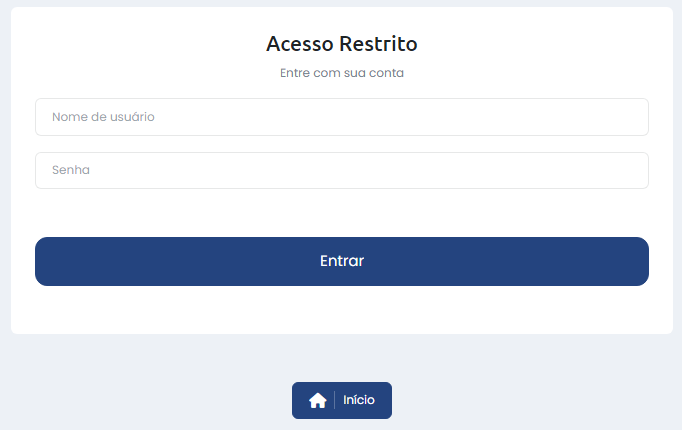 Acesso Restrito
Entre com sua conta
Nome de usuário
Senha
Entrar
Início